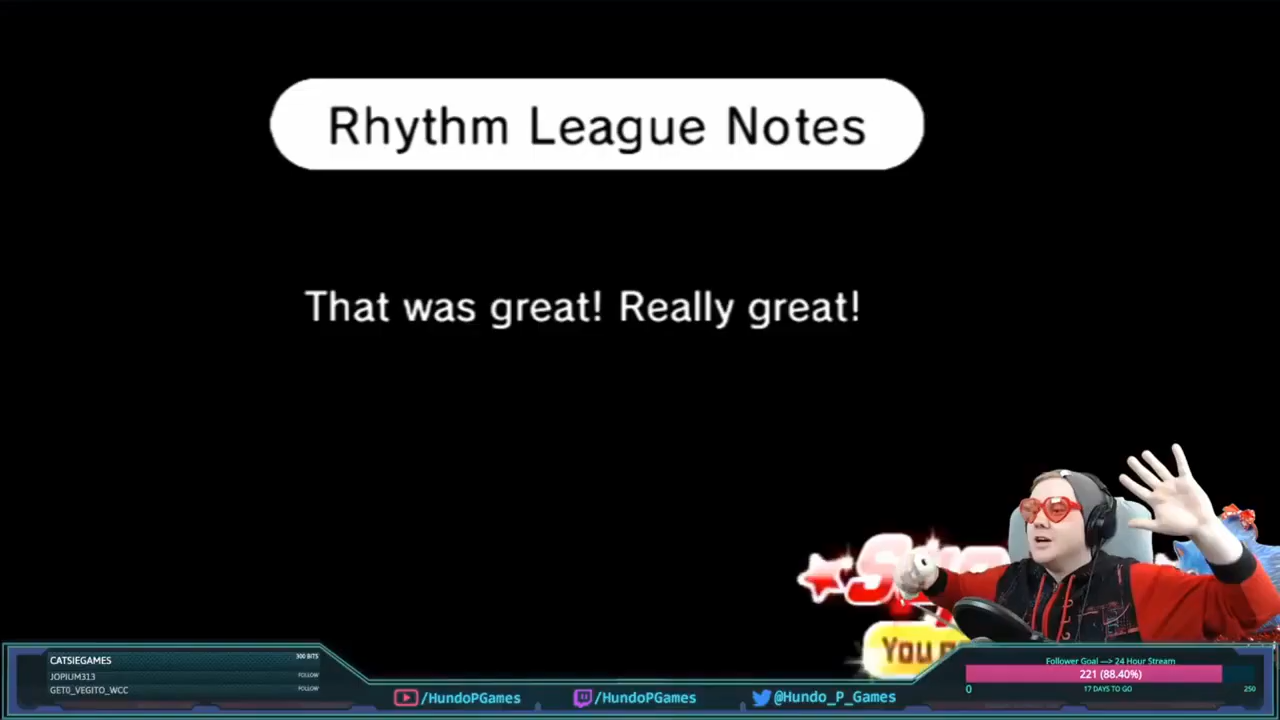 Rhythm League Notes
That was great! Really great!
You
CATSIEGAMES 300 BITS
JOPIUM313 FOLLOW
GET0_VEGITO_WCC FOLLOW
/HundoPGames
/HundoPGames
@Hundo_P_Games
Follower Goal —> 24 Hour Stream
221 (88.40%)
0 17 DAYS TO GO 250